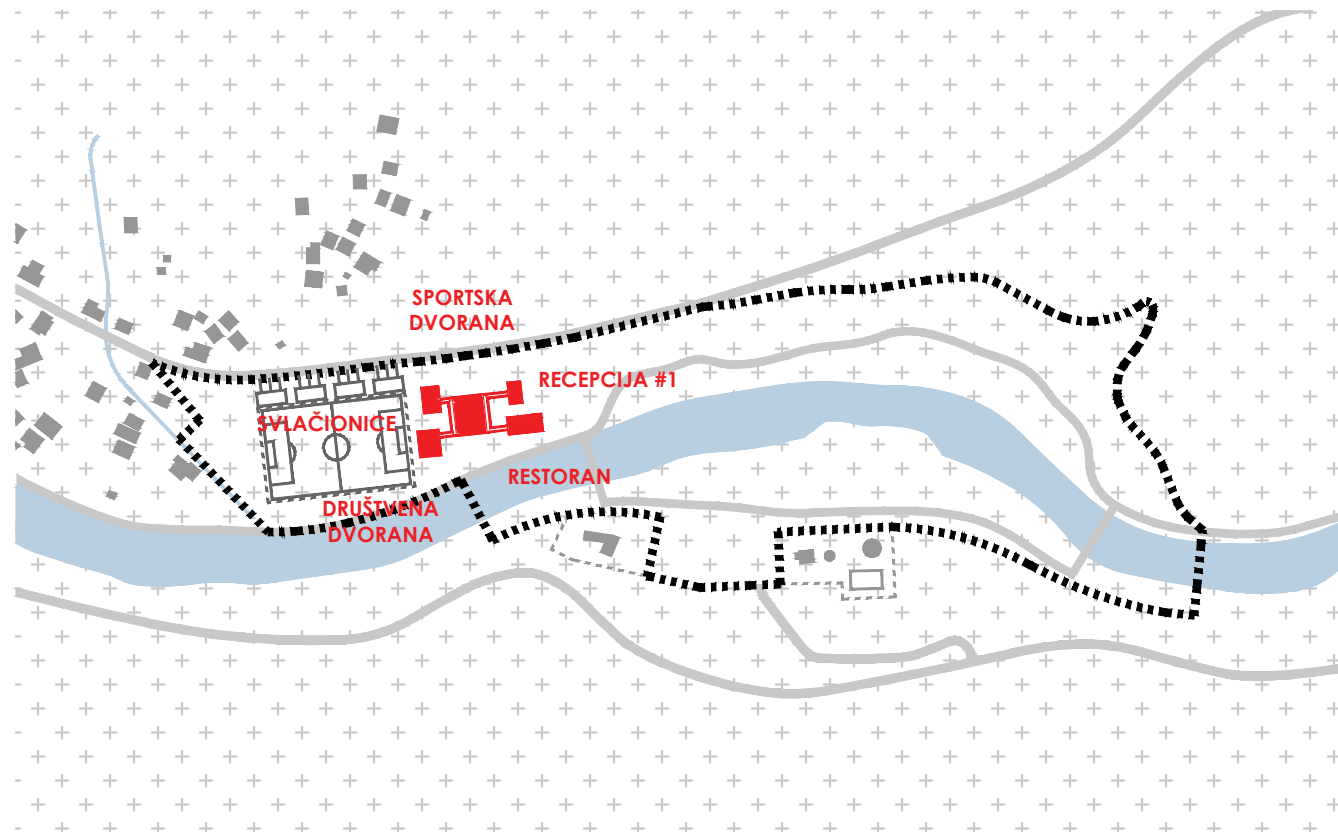 SPORTSKA
DVORANA
RECEPCIJA #1
SVLAČIONICE
RESTORAN
DRUŠTVENA
DVORANA